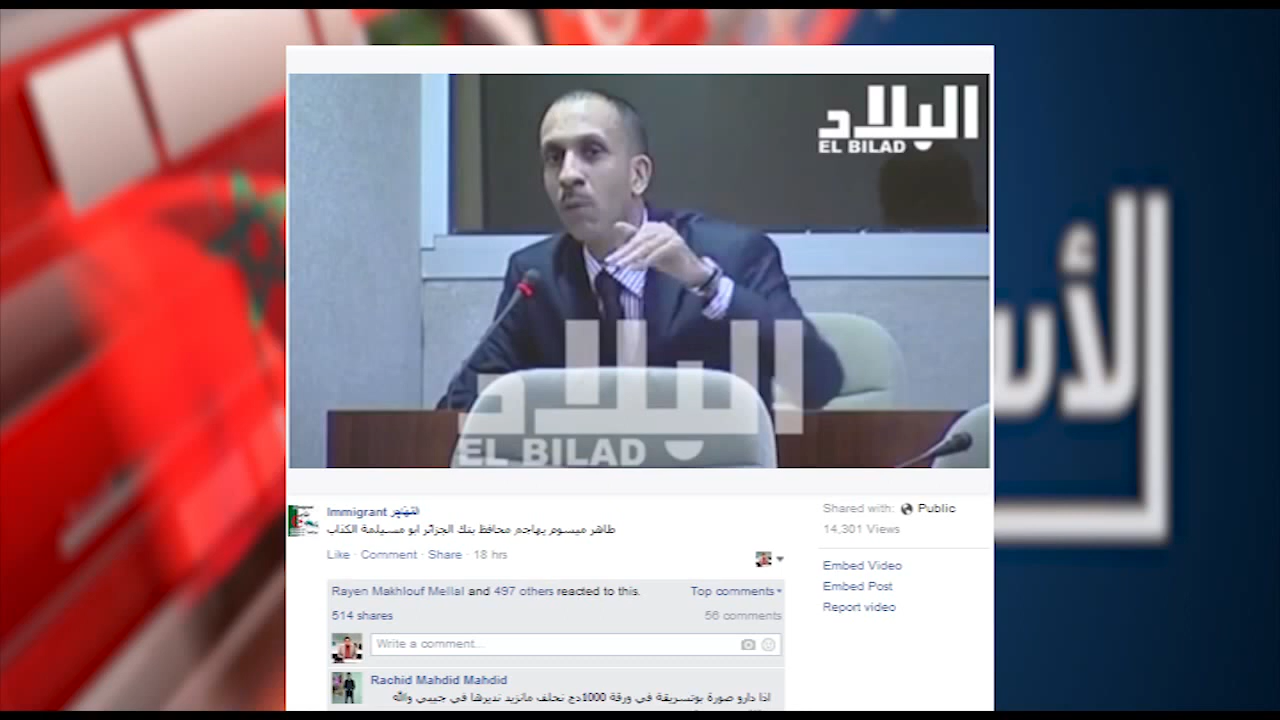 البلاد
EL BILAD
البلاد
EL BILAD
الأس
Immigrant المهاجر
طاهر ميسوم يهاجم محافظ بنك الجزائر ابو مسيلمة الكذاب
Like · Comment · Share · 18 hrs
Shared with: Public
14,301 Views
Embed Video
Embed Post
Report video
Rayen Makhlouf Mellal and 497 others reacted to this.
Top comments
514 shares
56 comments
Write a comment...
Rachid Mahdid Mahdid
اذا دارو صورة بوتسريقة في ورقة 1000دج نحلف مانزيد نديرها في جيبي والله